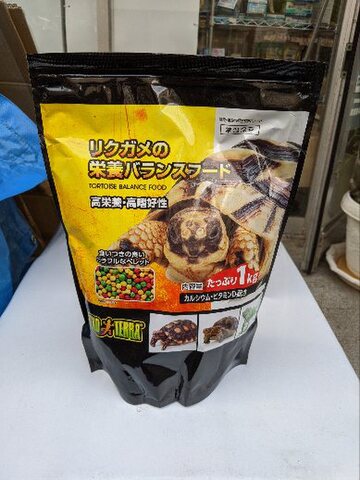 リクガメの
栄養バランスフード
TORTOISE BALANCE FOOD
高栄養・高嗜好性
食いつきの良い
カラフルなペレット
内容量
たっぷり1kg
カルシウム・ビタミンD₃配合
TERRA